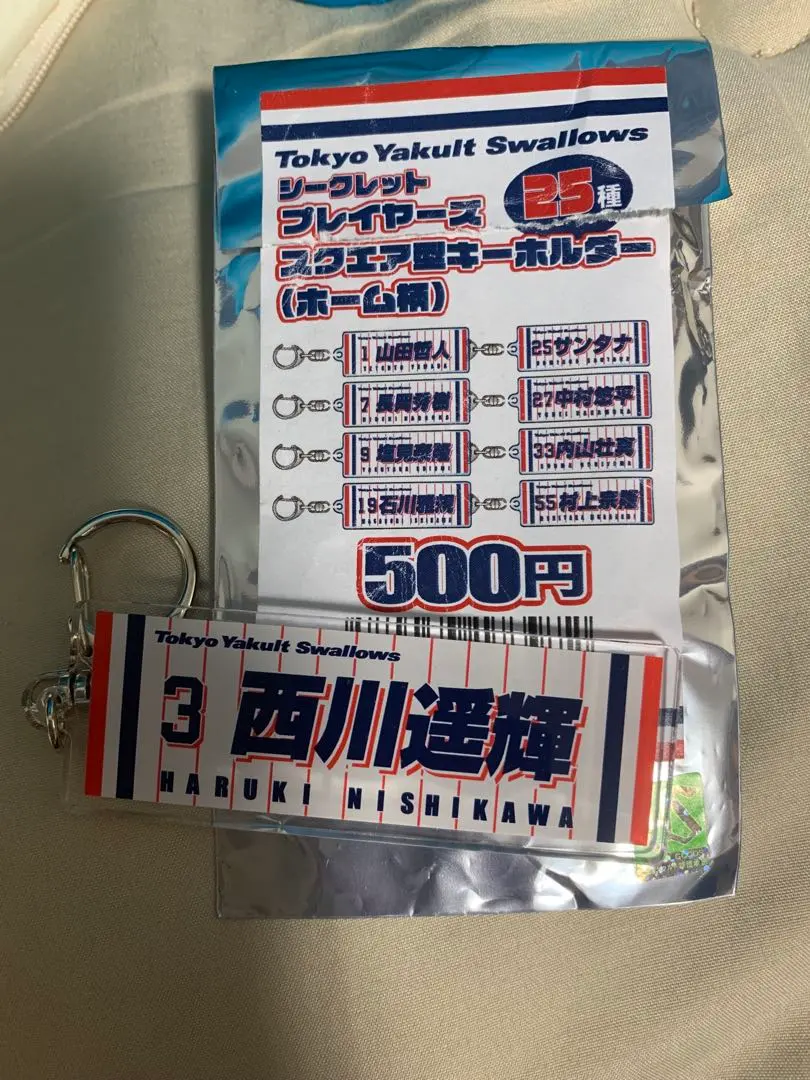 Tokyo Yakult Swallows
シークレット
プレイヤーズ
25種
スクエア型キーホルダー
(ホーム柄)
1 山田哲人
25 サンタナ
7 長岡秀樹
27 中村悠平
9 塩見泰隆
33 内山壮真
19 石川雅規
55 村上宗隆
500円
Tokyo Yakult Swallows
3 西川遥輝
HARUKI NISHIKAWA
GOODS